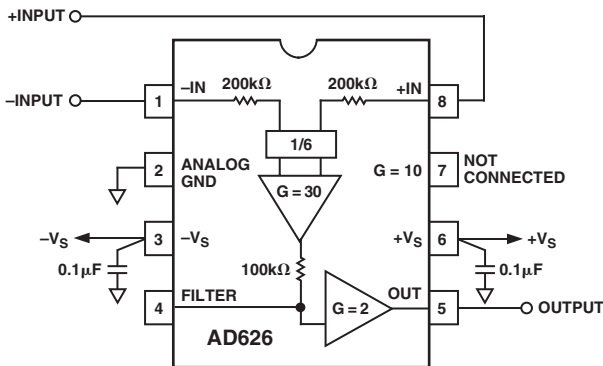 +INPUT
–INPUT
1
–IN
200kΩ
200kΩ
+IN
8
1/6
2
ANALOG
GND
G = 30
G = 10
7
NOT
CONNECTED
–VS
3
–VS
+VS
6
+VS
0.1µF
100kΩ
0.1µF
4
FILTER
G = 2
OUT
5
OUTPUT
AD626